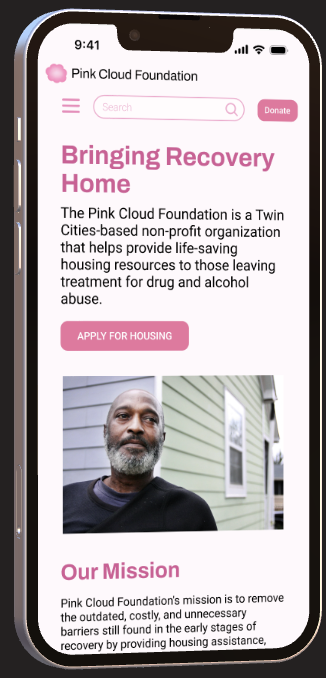 9:41
Pink Cloud Foundation
Search
Donate
Bringing Recovery
Home
The Pink Cloud Foundation is a Twin
Cities-based non-profit organization
that helps provide life-saving
housing resources to those leaving
treatment for drug and alcohol
abuse.
APPLY FOR HOUSING
Our Mission
Pink Cloud Foundation's mission is to remove
the outdated, costly, and unnecessary
barriers still found in the early stages of
recovery by providing housing assistance,